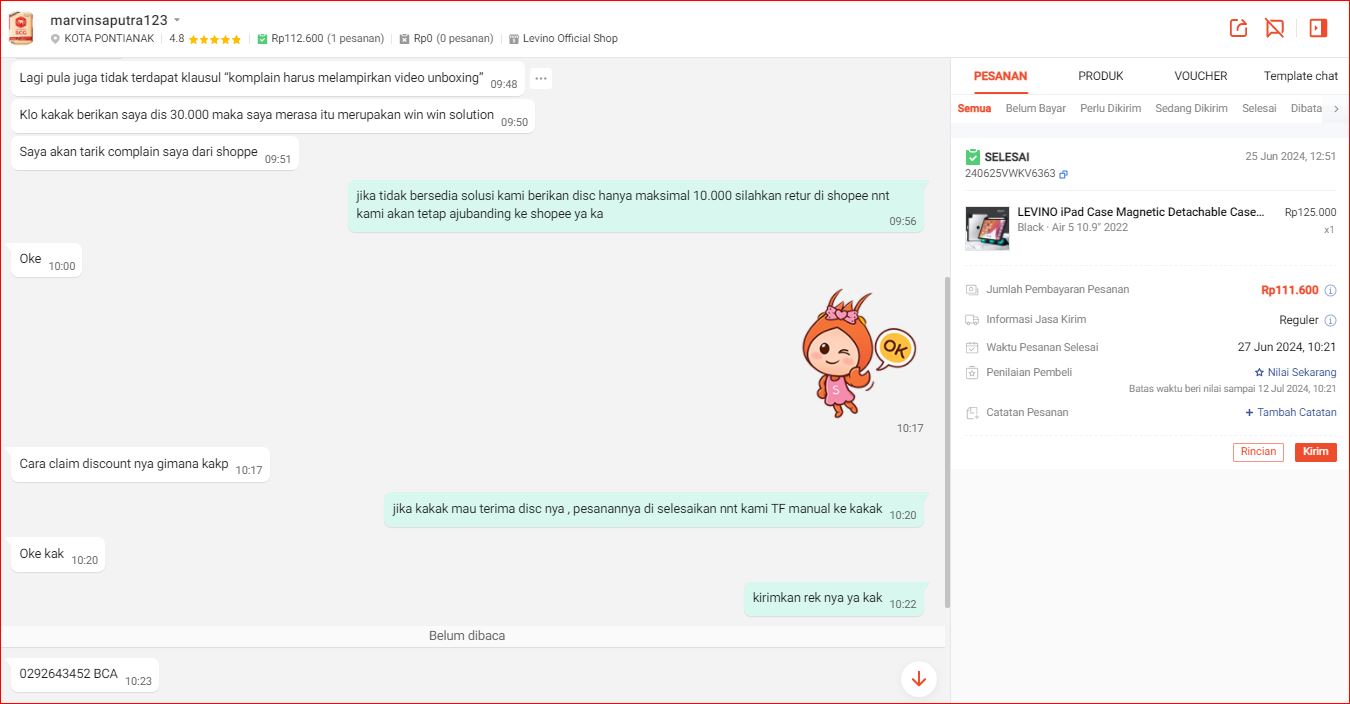 marvinsaputra123
KOTA PONTIANAK 4.8 Rp112.600 (1 pesanan) Rp0 (0 pesanan) Levino Official Shop
Lagi pula juga tidak terdapat klausul “komplain harus melampirkan video unboxing” 09:48
Klo kakak berikan saya dis 30.000 maka saya merasa itu merupakan win win solution 09:50
Saya akan tarik complain saya dari shoppe 09:51
jika tidak bersedia solusi kami berikan disc hanya maksimal 10.000 silahkan retur di shopee nnt
kami akan tetap ajubanding ke shopee ya ka 09:56
Oke 10:00
OK
S
10:17
Cara claim discount nya gimana kakp 10:17
jika kakak mau terima disc nya , pesanannya di selesaikan nnt kami TF manual ke kakak 10:20
Oke kak 10:20
kirimkan rek nya ya kak 10:22
Belum dibaca
0292643452 BCA 10:23
PESANAN PRODUK VOUCHER Template chat
Semua Belum Bayar Perlu Dikirim Sedang Dikirim Selesai Dibata
SELESAI 25 Jun 2024, 12:51
240625VWKV6363
LEVINO iPad Case Magnetic Detachable Case... Rp125.000
Black · Air 5 10.9" 2022 x1
Jumlah Pembayaran Pesanan Rp111.600
Informasi Jasa Kirim Reguler
Waktu Pesanan Selesai 27 Jun 2024, 10:21
Penilaian Pembeli Nilai Sekarang
Batas waktu beri nilai sampai 12 Jul 2024, 10:21
Catatan Pesanan + Tambah Catatan
Rincian Kirim